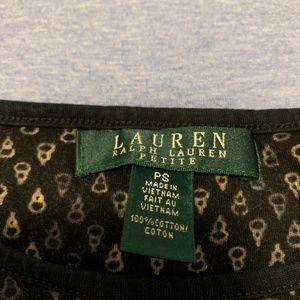 LAUREN
RALPH LAUREN
PETITE
PS
MADE IN
VIETNAM
FAIT AU
VIETNAM
100% COTTON/
COTON